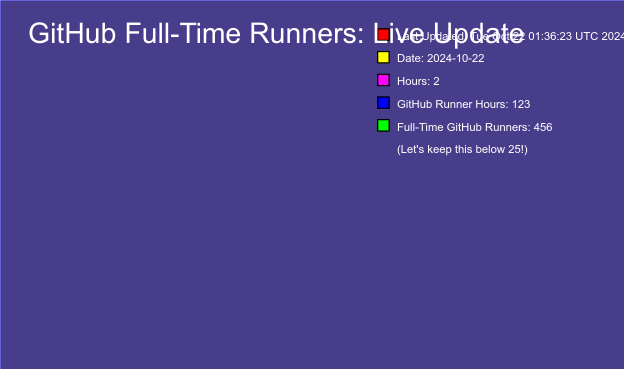 GitHub Full-Time Runners: Live Update
Last Updated: Tue Oct 22 01:36:23 UTC 2024
Date: 2024-10-22
Hours: 2
GitHub Runner Hours: 123
Full-Time GitHub Runners: 456
(Let's keep this below 25!)